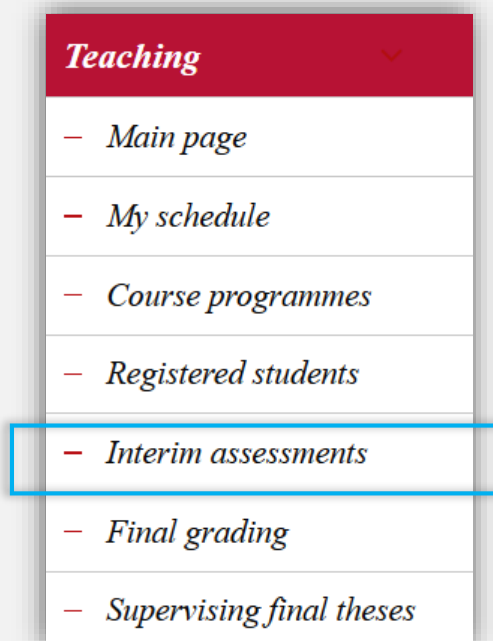 Teaching
Main page
My schedule
Course programmes
Registered students
Interim assessments
Final grading
Supervising final theses